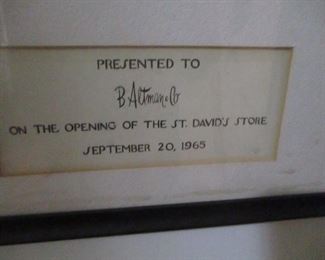 PRESENTED TO
B. Altman & Co
ON THE OPENING OF THE ST. DAVID'S STORE
SEPTEMBER 20, 1965